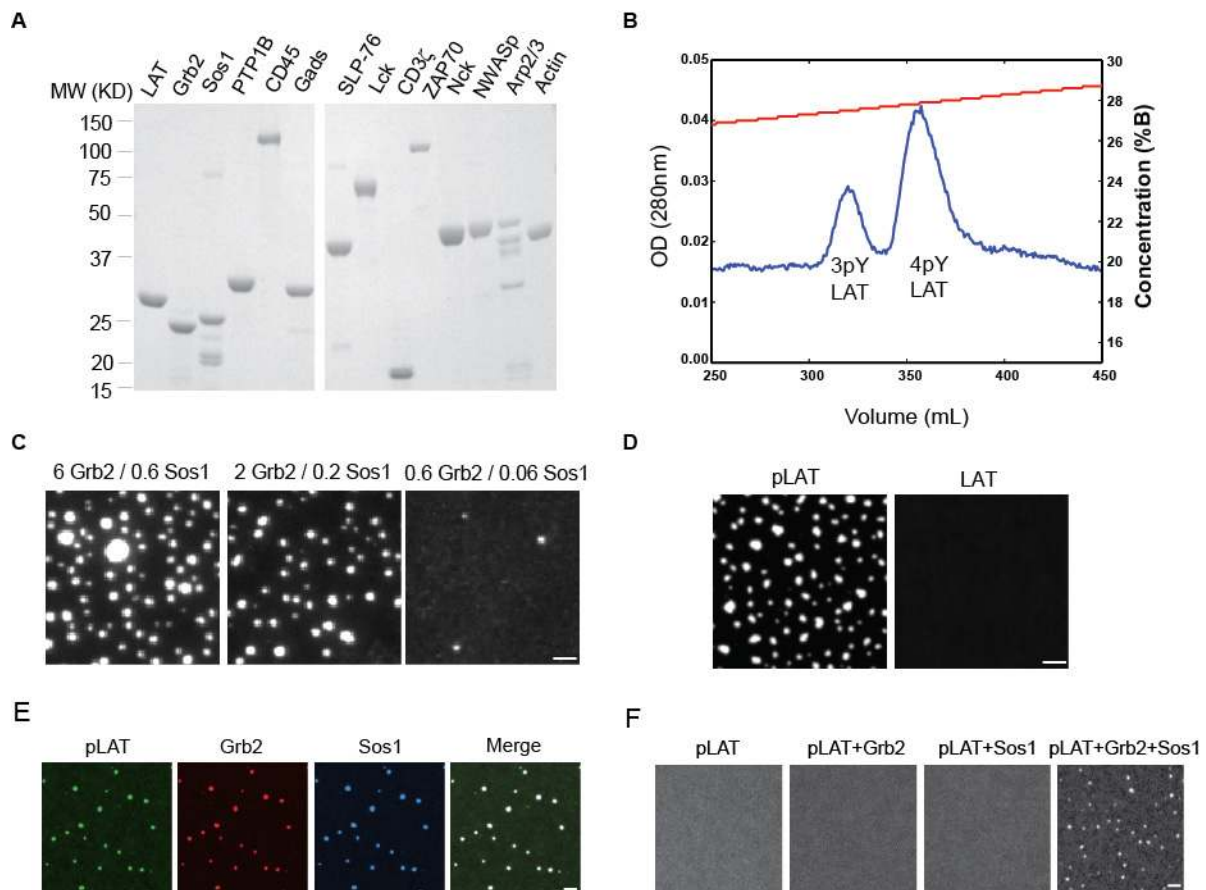 A
LAT
Grb2
Sos1
PTP1B
CD45
Gads
SLP-76
Lck
CD3ζ
ZAP70
Nck
NWASp
Arp2/3
Actin
MW (KD)
150
100
75
50
37
25
20
15
B
0.05
0.04
0.03
0.02
0.01
0.00
OD (280nm)
30
28
26
24
22
20
18
16
Concentration (%B)
3pY
LAT
4pY
LAT
250 300 350 400 450
Volume (mL)
C
6 Grb2 / 0.6 Sos1 2 Grb2 / 0.2 Sos1 0.6 Grb2 / 0.06 Sos1
D
pLAT LAT
E
pLAT Grb2 Sos1 Merge
F
pLAT pLAT+Grb2 pLAT+Sos1 pLAT+Grb2+Sos1